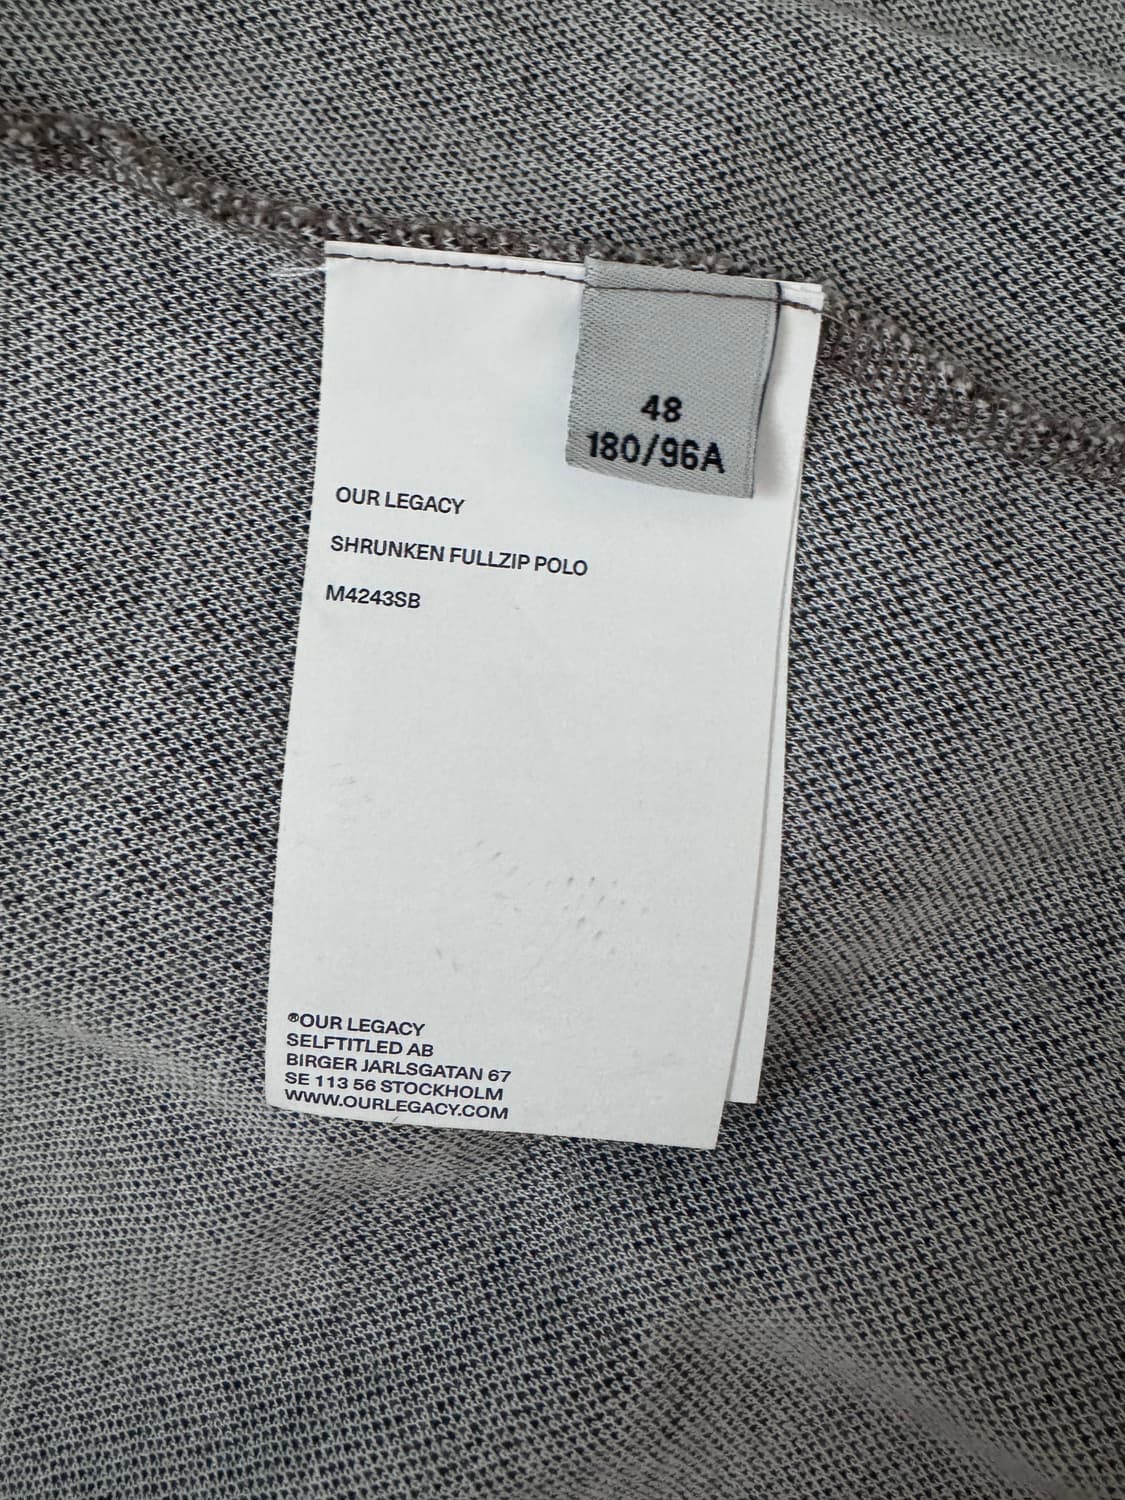 48
180/96A
OUR LEGACY
SHRUNKEN FULLZIP POLO
M4243SB
®OUR LEGACY
SELFTITLED AB
BIRGER JARLSGATAN 67
SE 113 56 STOCKHOLM
WWW.OURLEGACY.COM